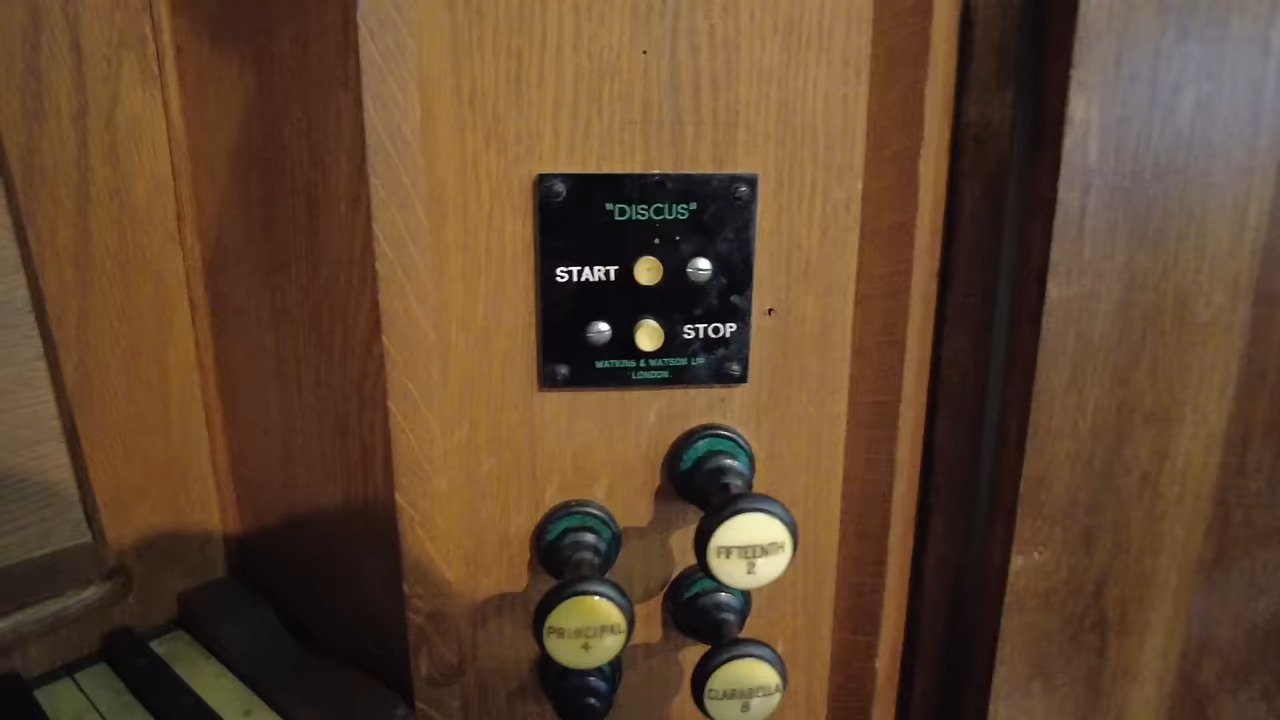 "DISCUS"
START
STOP
WATKINS & WATSON LTD
LONDON.
FIFTEENTH
2
PRINCIPAL
4
CLARABELLA
8